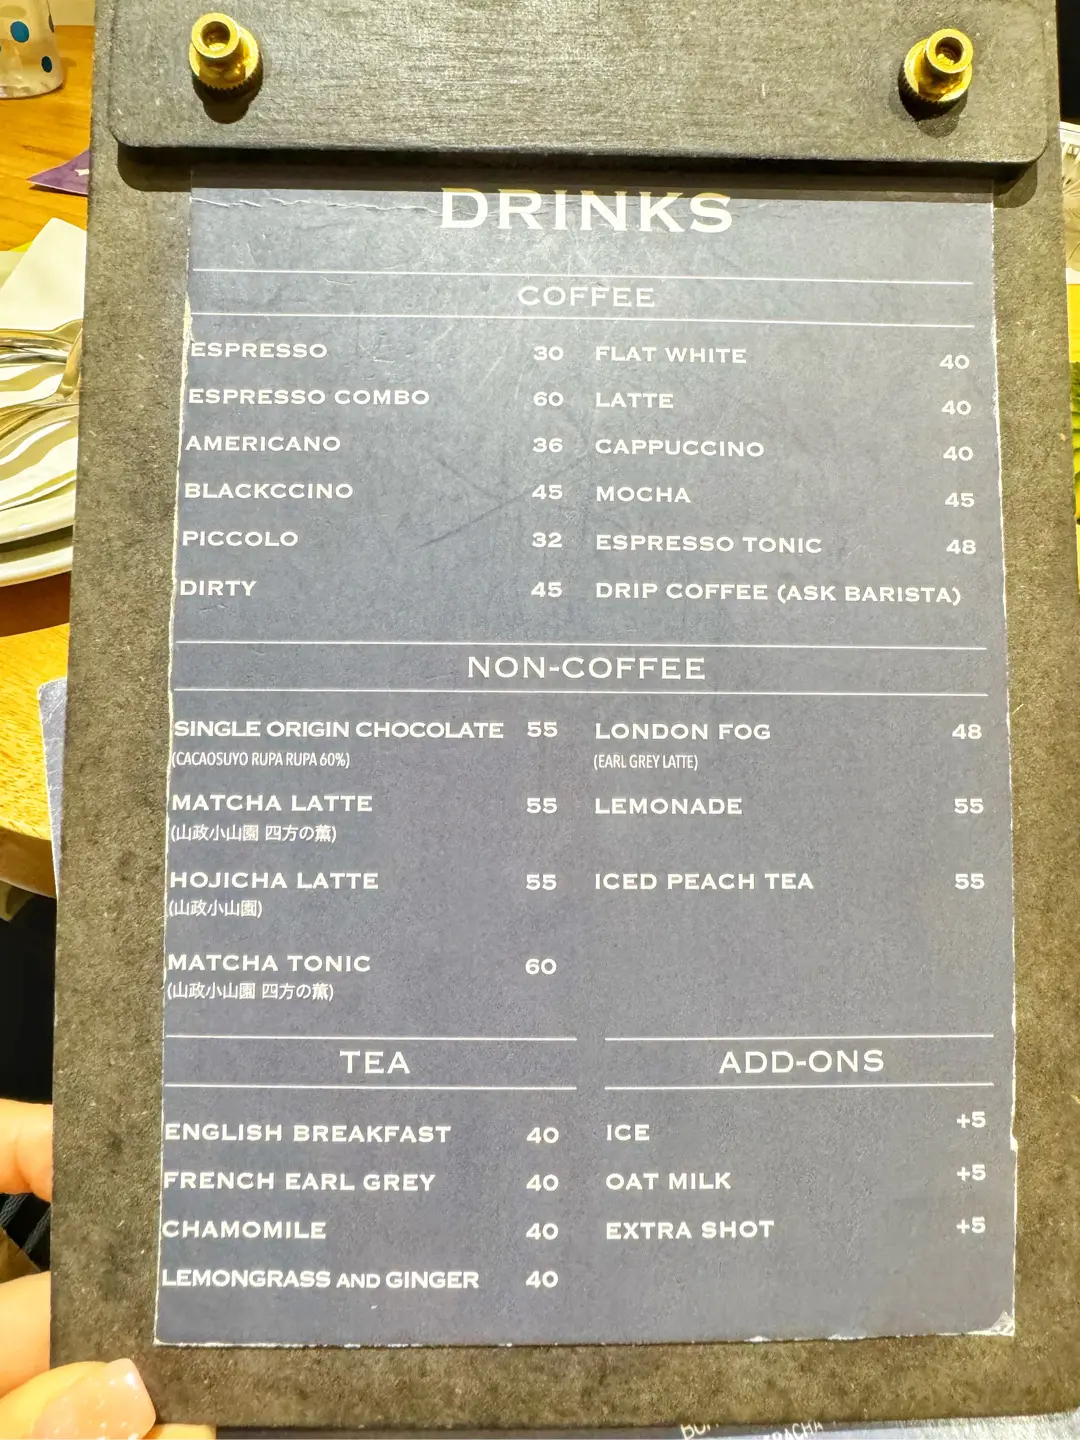 DRINKS
COFFEE
ESPRESSO 30
ESPRESSO COMBO 60
AMERICANO 36
BLACKCCINO 45
PICCOLO 32
DIRTY 45
FLAT WHITE 40
LATTE 40
CAPPUCCINO 40
MOCHA 45
ESPRESSO TONIC 48
DRIP COFFEE (ASK BARISTA)
NON-COFFEE
SINGLE ORIGIN CHOCOLATE 55
(CACAOSUYO RUPA RUPA 60%)
MATCHA LATTE 55
(山政小山園 四方の薫)
HOJICHA LATTE 55
(山政小山園)
MATCHA TONIC 60
(山政小山園 四方の薫)
LONDON FOG 48
(EARL GREY LATTE)
LEMONADE 55
ICED PEACH TEA 55
TEA
ENGLISH BREAKFAST 40
FRENCH EARL GREY 40
CHAMOMILE 40
LEMONGRASS AND GINGER 40
ADD-ONS
ICE +5
OAT MILK +5
EXTRA SHOT +5